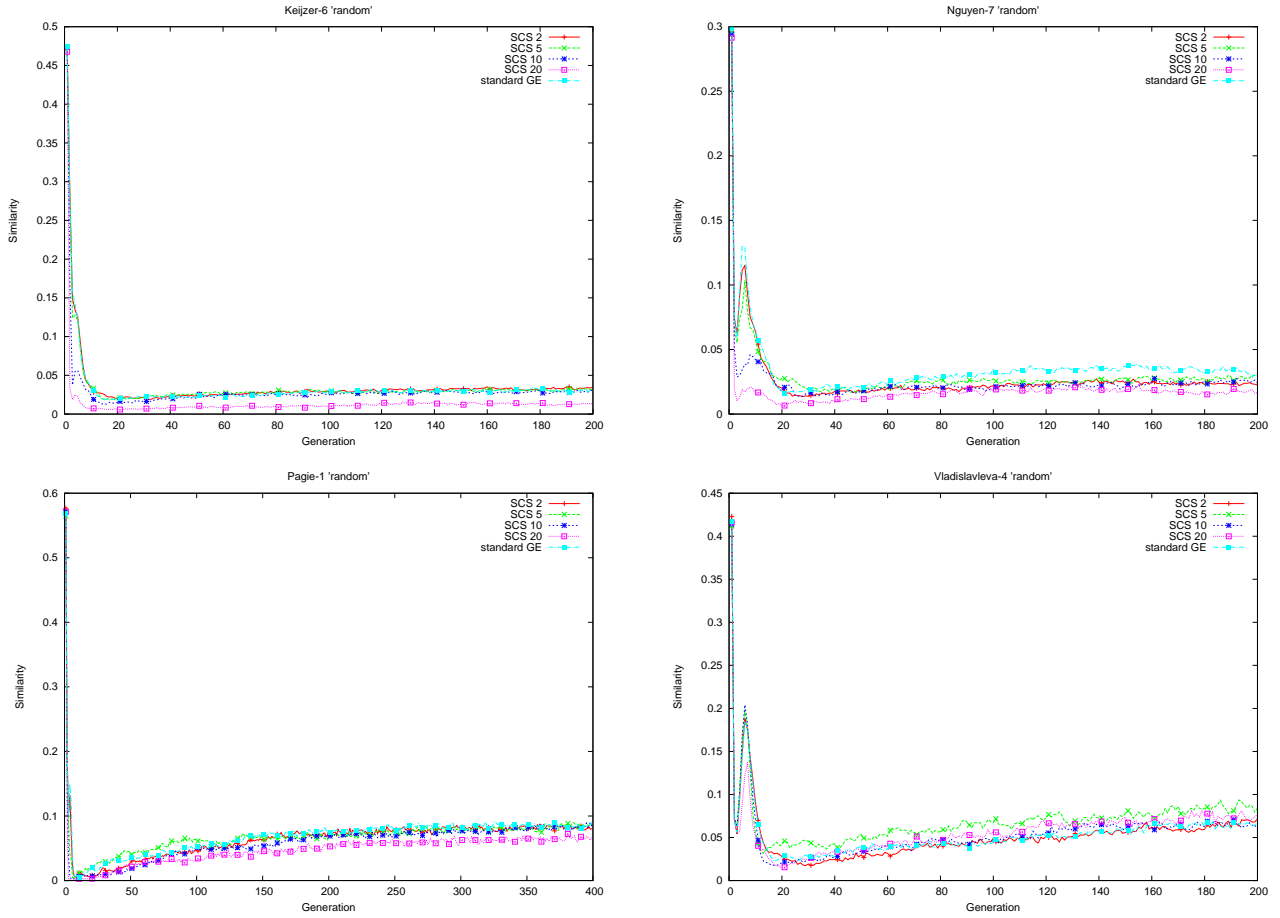 Keijzer-6 'random'
0.5
0.45
0.4
0.35
0.3
0.25
0.2
0.15
0.1
0.05
0
Similarity
0 20 40 60 80 100 120 140 160 180 200
Generation
SCS 2
SCS 5
SCS 10
SCS 20
standard GE
Nguyen-7 'random'
0.3
0.25
0.2
0.15
0.1
0.05
0
Similarity
0 20 40 60 80 100 120 140 160 180 200
Generation
SCS 2
SCS 5
SCS 10
SCS 20
standard GE
Pagie-1 'random'
0.6
0.5
0.4
0.3
0.2
0.1
0
Similarity
0 50 100 150 200 250 300 350 400
Generation
SCS 2
SCS 5
SCS 10
SCS 20
standard GE
Vladislavleva-4 'random'
0.45
0.4
0.35
0.3
0.25
0.2
0.15
0.1
0.05
0
Similarity
0 20 40 60 80 100 120 140 160 180 200
Generation
SCS 2
SCS 5
SCS 10
SCS 20
standard GE